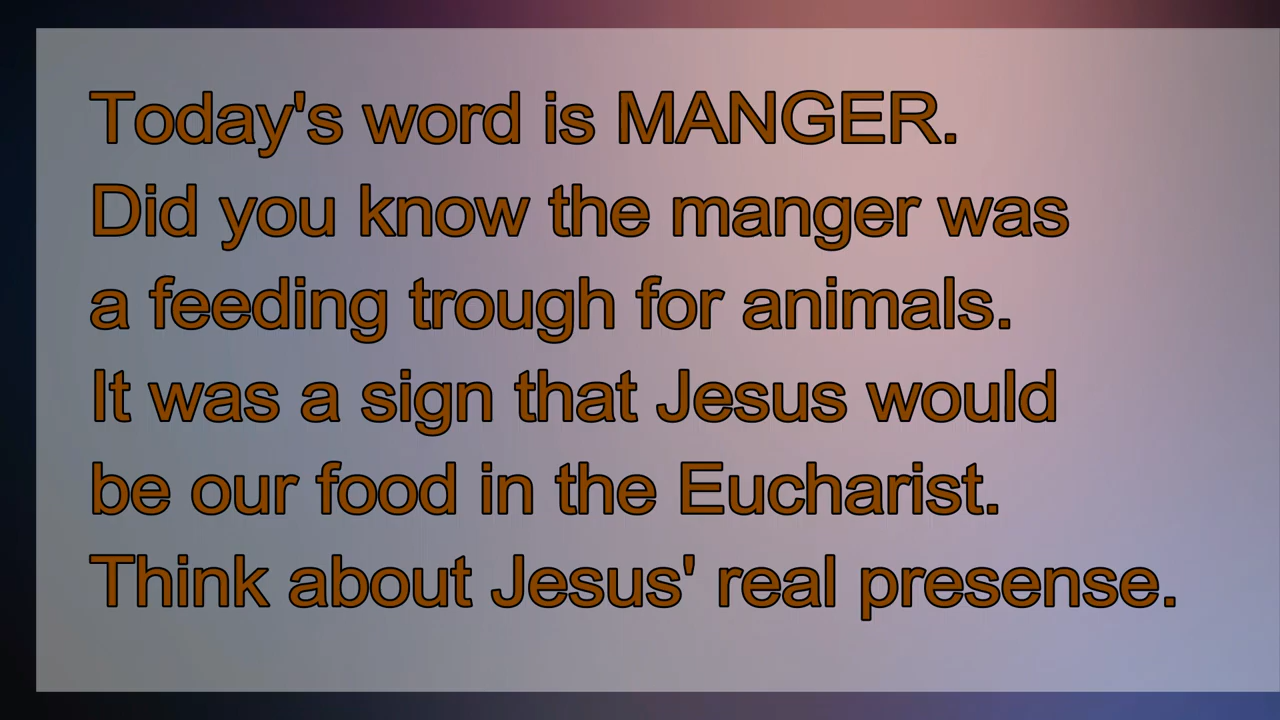 Today's word is MANGER.
Did you know the manger was
a feeding trough for animals.
It was a sign that Jesus would
be our food in the Eucharist.
Think about Jesus' real presense.